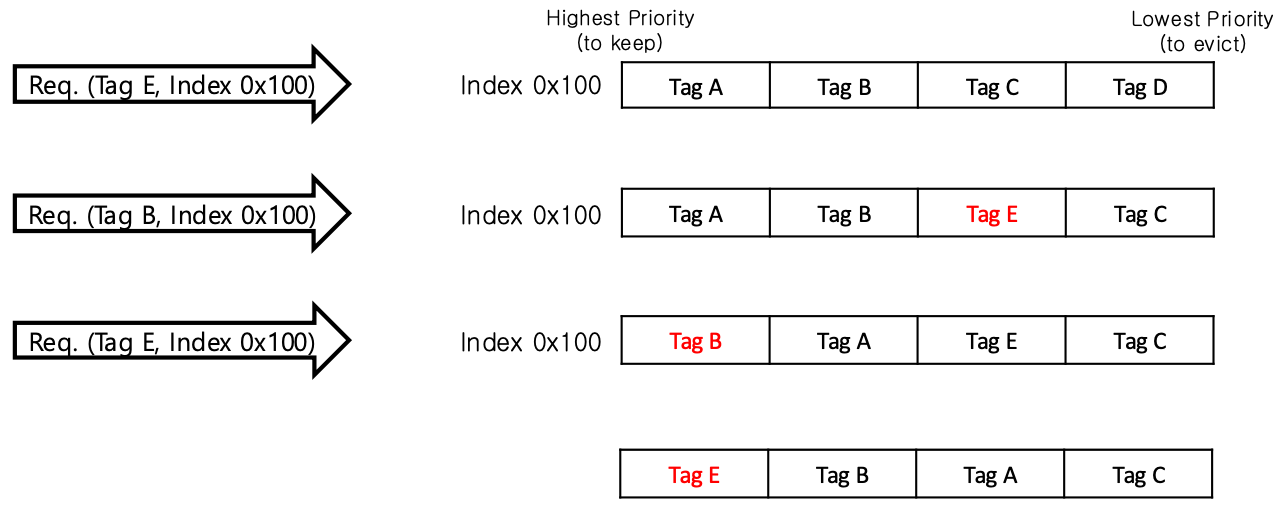 Highest Priority
(to keep)
Lowest Priority
(to evict)
Req. (Tag E, Index 0x100)
Index 0x100
Tag A
Tag B
Tag C
Tag D
Req. (Tag B, Index 0x100)
Index 0x100
Tag A
Tag B
Tag E
Tag C
Req. (Tag E, Index 0x100)
Index 0x100
Tag B
Tag A
Tag E
Tag C
Tag E
Tag B
Tag A
Tag C